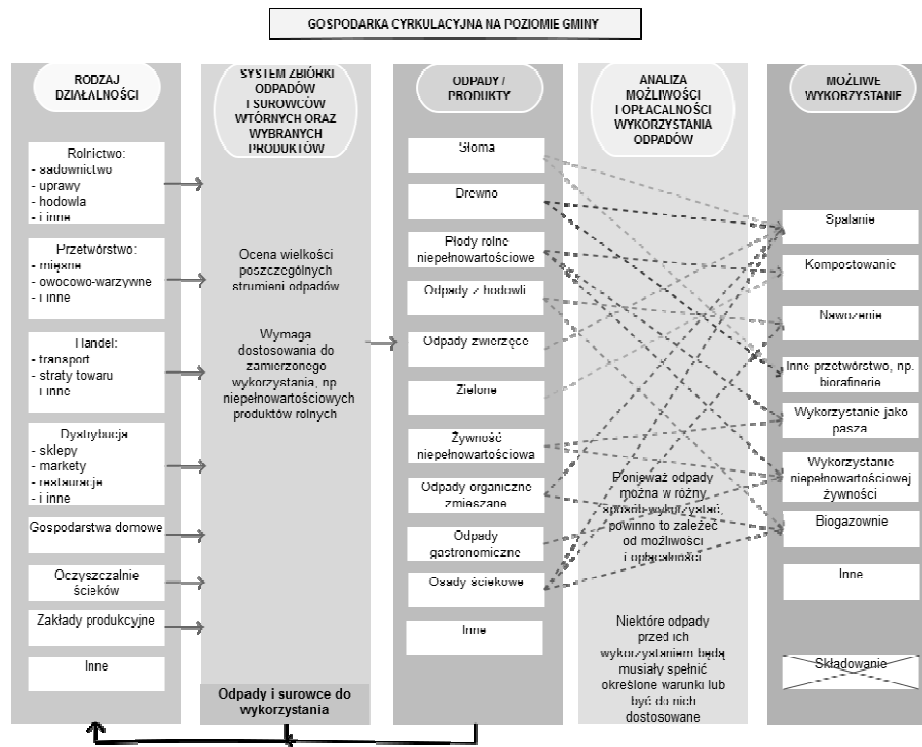 GOSPODARKA CYRKULACYJNA NA POZIOMIE GMINY
RODZAJ
DZIAŁALNOŚCI
Rolnictwo:
- sadownictwo
- uprawy
- hodowla
- i inne
Przetwórstwo:
- mięsne
- owocowo-warzywne
- i inne
Handel:
- transport
- straty towaru
- i inne
Dystrybucja
- sklepy
- markety
- restauracje
- i inne
Gospodarstwa domowe
Oczyszczalnie
ścieków
Zakłady produkcyjne
Inne
SYSTEM ZBIÓRKI
ODPADÓW
I SUROWCÓW
WTÓRNYCH ORAZ
WYBRANYCH
PRODUKTÓW
Ocena wielkości
poszczególnych
strumieni odpadów
Wymaga
dostosowania do
zamierzonego
wykorzystania, np
niepełnowartościowych
produktów rolnych
Odpady i surowce do
wykorzystania
ODPADY /
PRODUKTY
Słoma
Drewno
Płody rolne
niepełnowartościowe
Odpady z hodowli
Odpady zwierzęce
Zielone
Żywność
niepełnowartościowa
Odpady organiczne
zmieszane
Odpady
gastronomiczne
Osady ściekowe
Inne
ANALIZA
MOŻLIWOŚCI
I OPŁACALNOŚCI
WYKORZYSTANIA
ODPADÓW
Ponieważ odpady
można w różny
sposób wykorzystać,
powinno to zależeć
od możliwości
i opłacalności
Niektóre odpady
przed ich
wykorzystaniem będą
musiały spełnić
określone warunki lub
być do nich
dostosowane
MOŻLIWE
WYKORZYSTANIE
Spalanie
Kompostowanie
Nawożenie
Inne przetwórstwo, np.
biorafinerie
Wykorzystanie jako
pasza
Wykorzystanie
niepełnowartościowej
żywności
Biogazownie
Inne
Składowanie